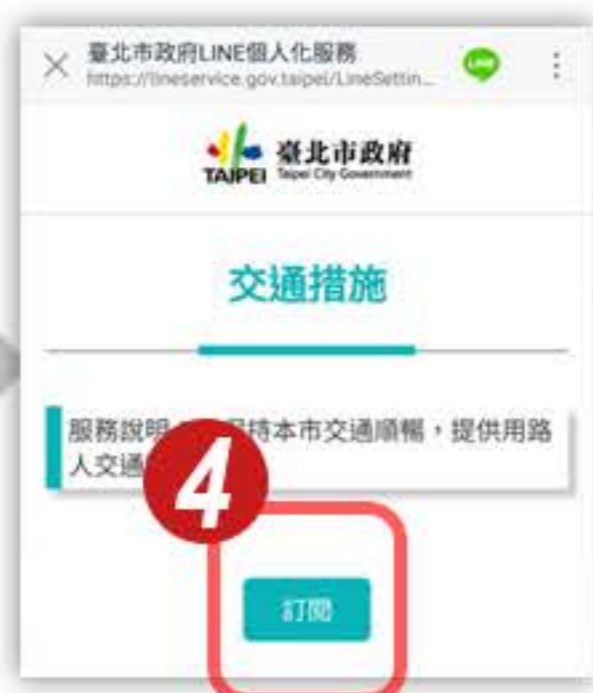 臺北市政府LINE個人化服務
https://lineservice.gov.taipei/LineSettin...
LINE
TAIPEI 臺北市政府
Taipei City Government
交通措施
服務說明 持本市交通順暢，提供用路
人交通
4
訂閱